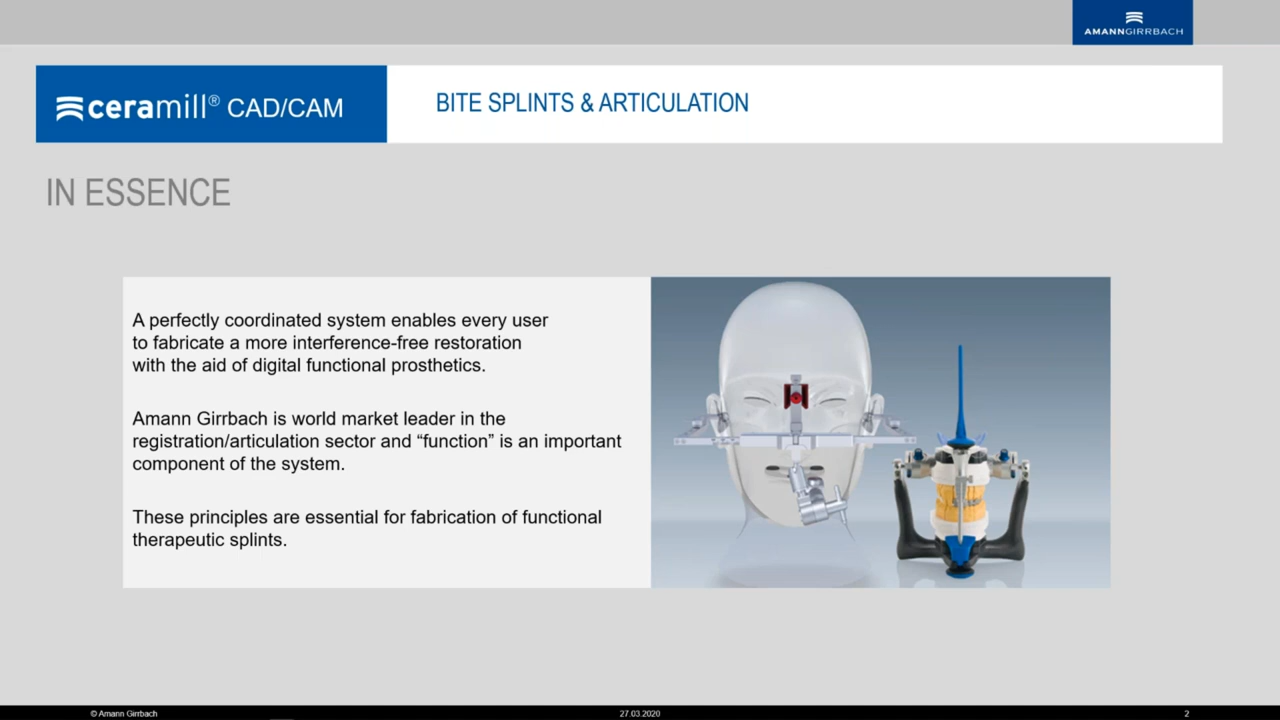 AMANNGIRRBACH
ceramill® CAD/CAM
BITE SPLINTS & ARTICULATION
IN ESSENCE
A perfectly coordinated system enables every user
to fabricate a more interference-free restoration
with the aid of digital functional prosthetics.
Amann Girrbach is world market leader in the
registration/articulation sector and “function” is an important
component of the system.
These principles are essential for fabrication of functional
therapeutic splints.
© Amann Girrbach
27.03.2020
2